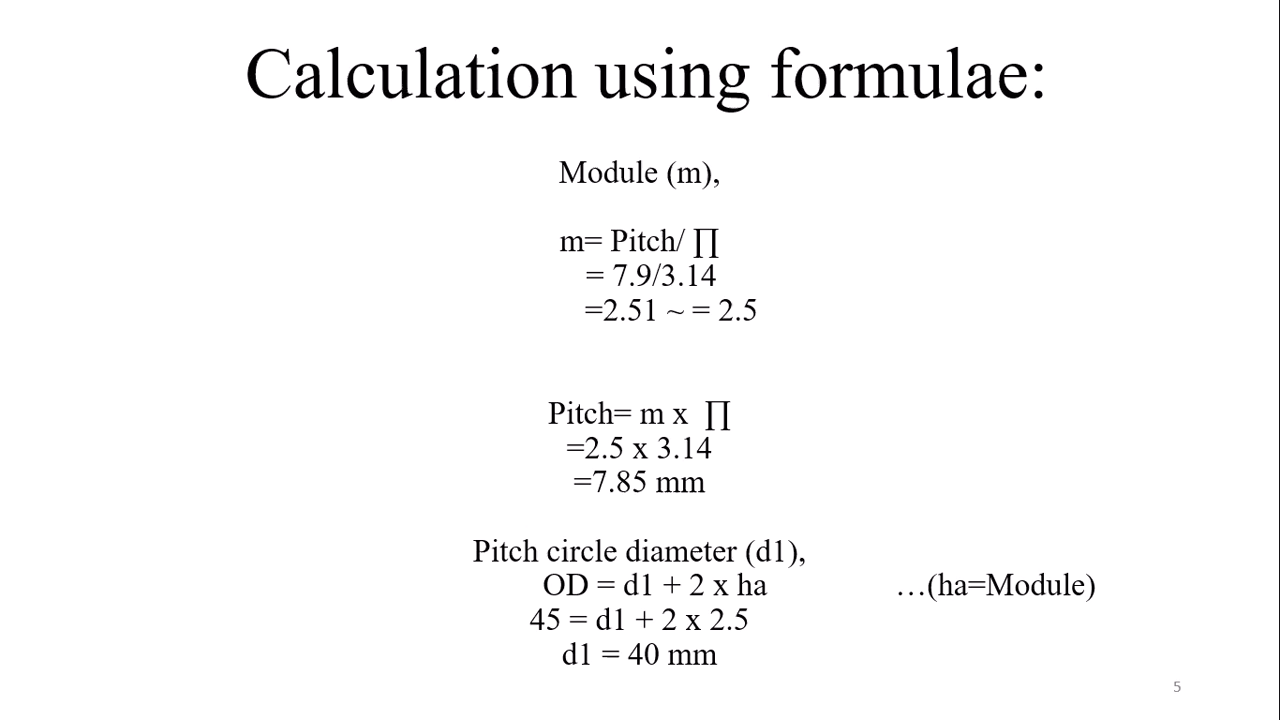 Calculation using formulae:
Module (m),
m= Pitch/ ∏
= 7.9/3.14
=2.51 ~ = 2.5
Pitch= m x ∏
=2.5 x 3.14
=7.85 mm
Pitch circle diameter (d1),
OD = d1 + 2 x ha …(ha=Module)
45 = d1 + 2 x 2.5
d1 = 40 mm
5